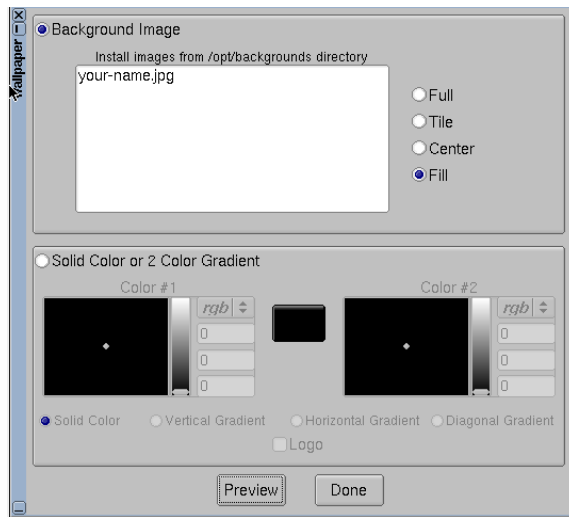 Wallpaper
Background Image
Install images from /opt/backgrounds directory
your-name.jpg
Full
Tile
Center
Fill
Solid Color or 2 Color Gradient
Color #1
Color #2
rgb
rgb
0
0
0
0
0
0
Solid Color
Vertical Gradient
Horizontal Gradient
Diagonal Gradient
Logo
Preview
Done